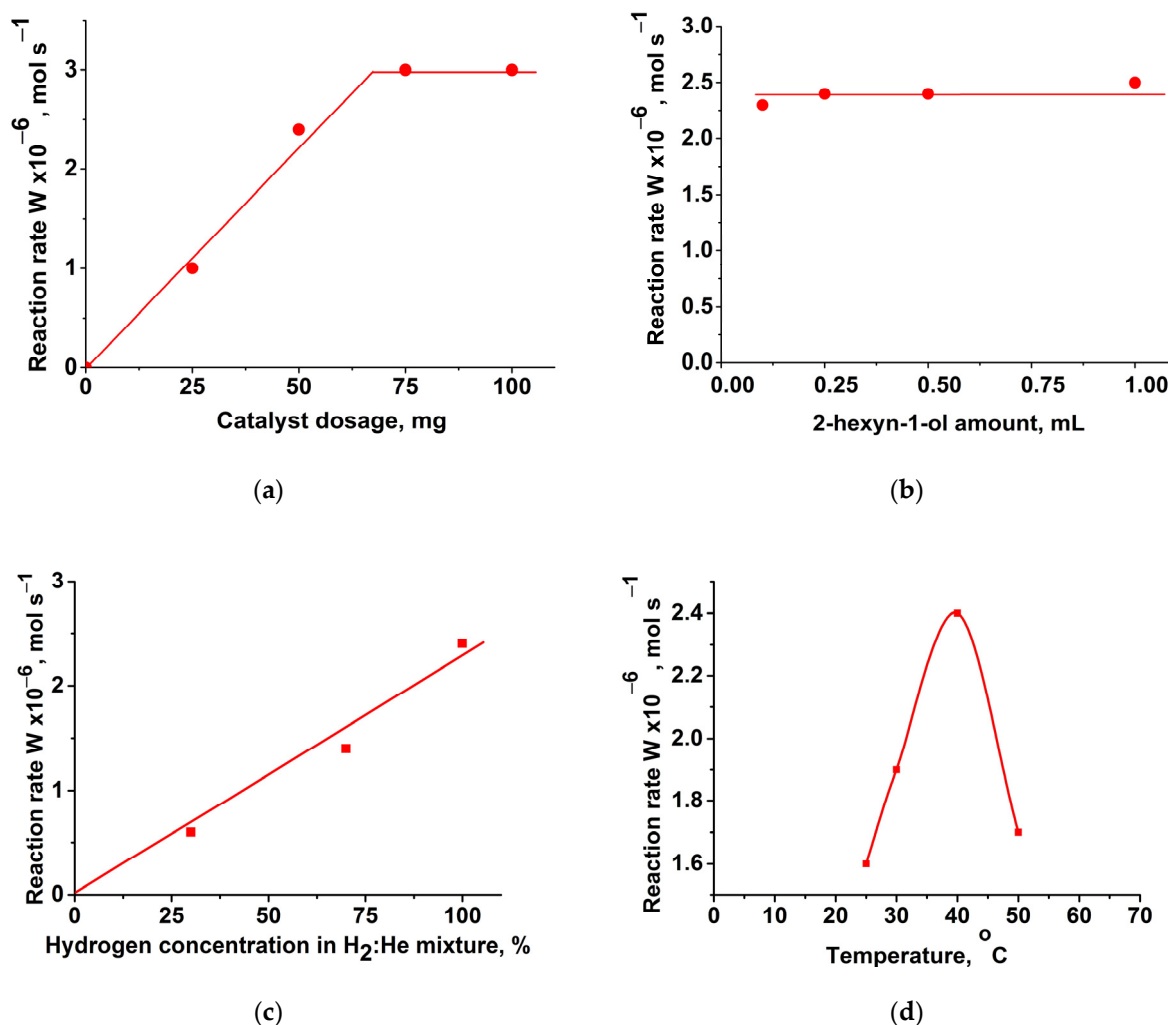 Reaction rate W x10⁻⁶, mol s⁻¹
3
2
1
0
0 25 50 75 100
Catalyst dosage, mg
(a)
Reaction rate W x10⁻⁶, mol s⁻¹
3.0
2.5
2.0
1.5
1.0
0.5
0.0
0.00 0.25 0.50 0.75 1.00
2-hexyn-1-ol amount, mL
(b)
Reaction rate W x10⁻⁶, mol s⁻¹
3
2
1
0
0 25 50 75 100
Hydrogen concentration in H₂:He mixture, %
(c)
Reaction rate W x10⁻⁶, mol s⁻¹
2.4
2.2
2.0
1.8
1.6
0 10 20 30 40 50 60 70
Temperature, °C
(d)